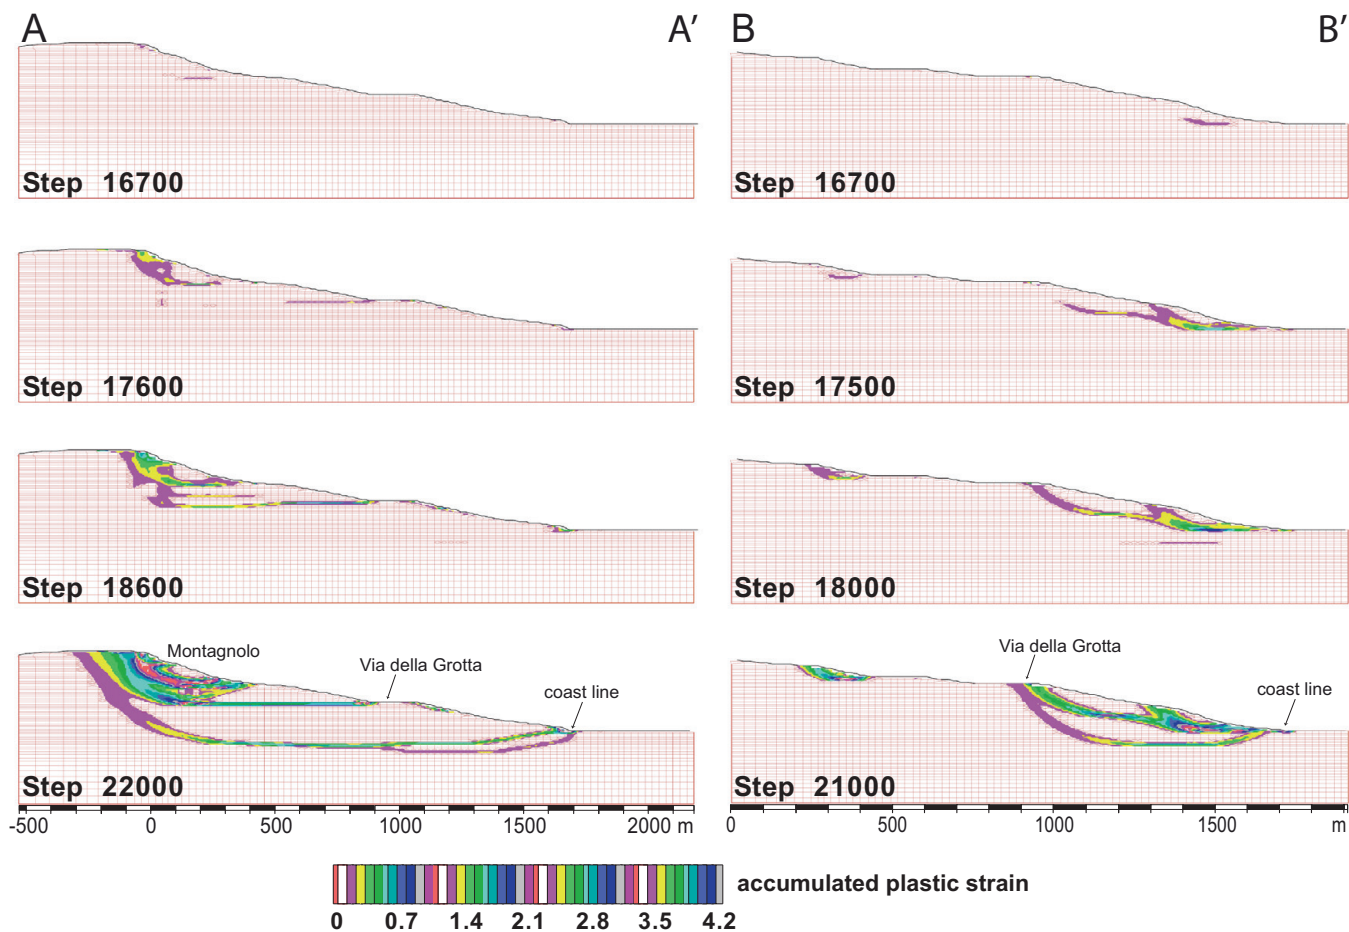 A A′ B B′
Step 16700 Step 16700
Step 17600 Step 17500
Step 18600 Step 18000
Montagnolo Via della Grotta coast line Via della Grotta coast line
Step 22000 Step 21000
-500 0 500 1000 1500 2000 m 0 500 1000 1500 m
accumulated plastic strain
0 0.7 1.4 2.1 2.8 3.5 4.2